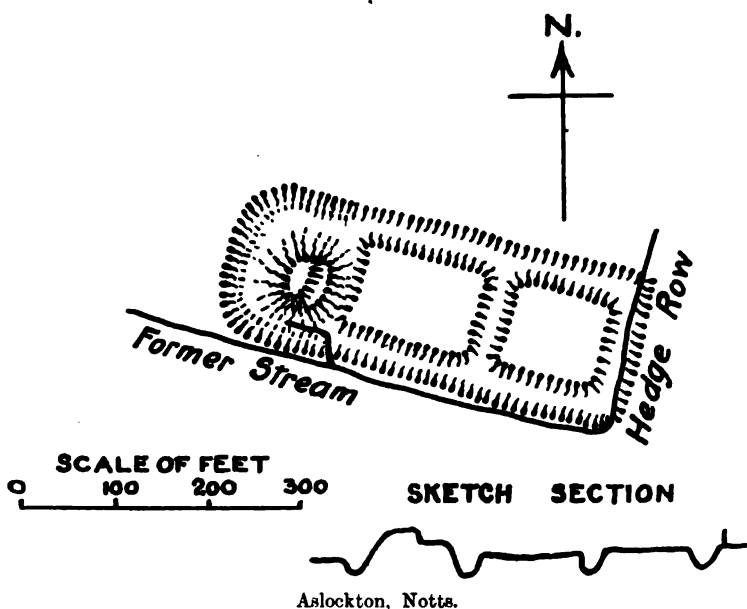 N.
Former Stream
Hedge Row
SCALE OF FEET
0 100 200 300
SKETCH SECTION
Aslockton, Notts.